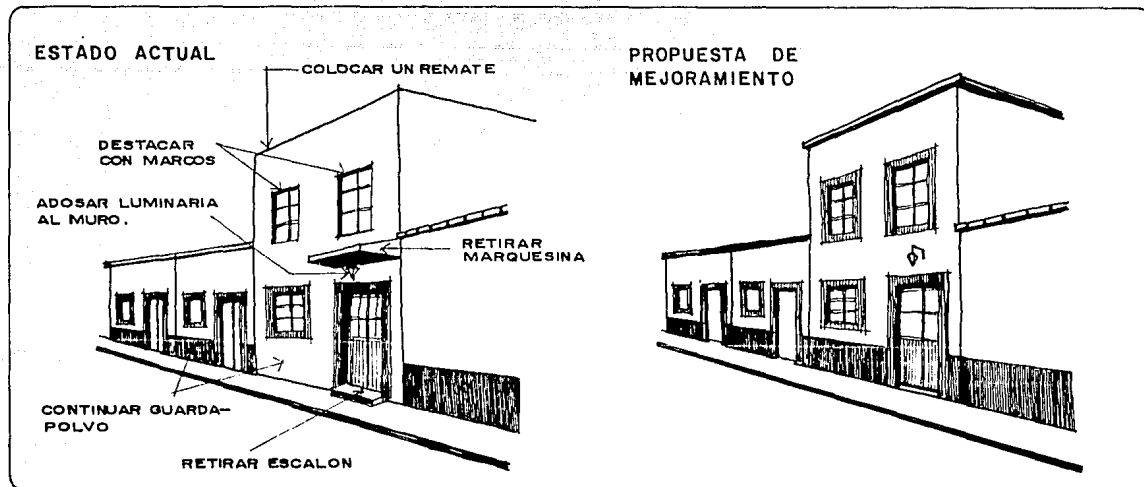 ESTADO ACTUAL
COLOCAR UN REMATE
DESTACAR
CON MARCOS
ADOSAR LUMINARIA
AL MURO.
RETIRAR
MARQUESINA
CONTINUAR GUARDA-
POLVO
RETIRAR ESCALON
PROPUESTA DE
MEJORAMIENTO